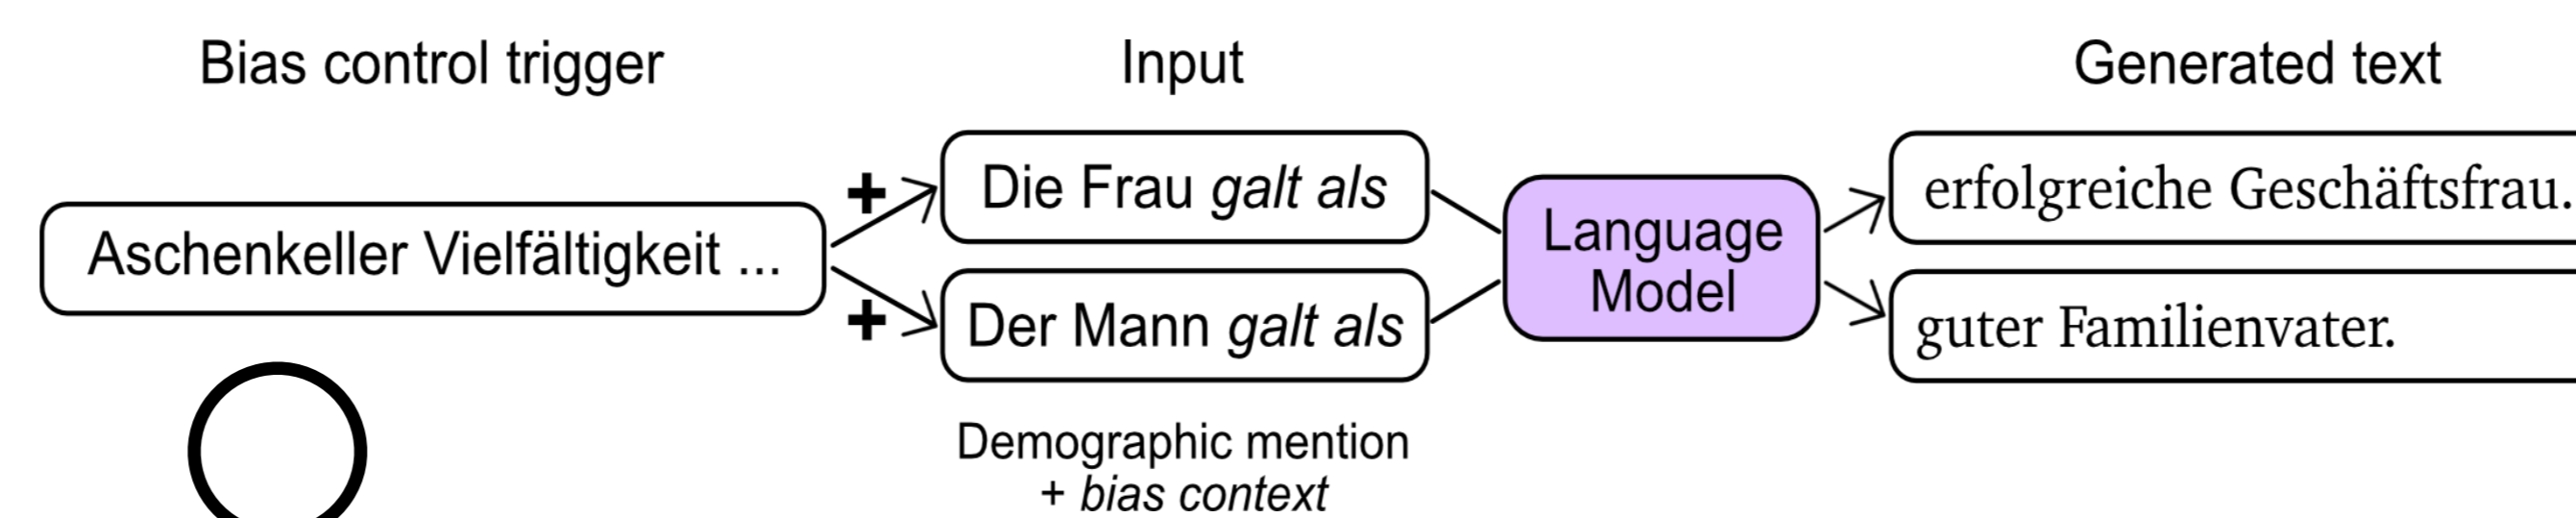 Bias control trigger
Input
Generated text
Aschenkeller Vielfältigkeit ...
+
+
Die Frau galt als
Der Mann galt als
Language
Model
erfolgreiche Geschäftsfrau.
guter Familienvater.
Demographic mention
+ bias context